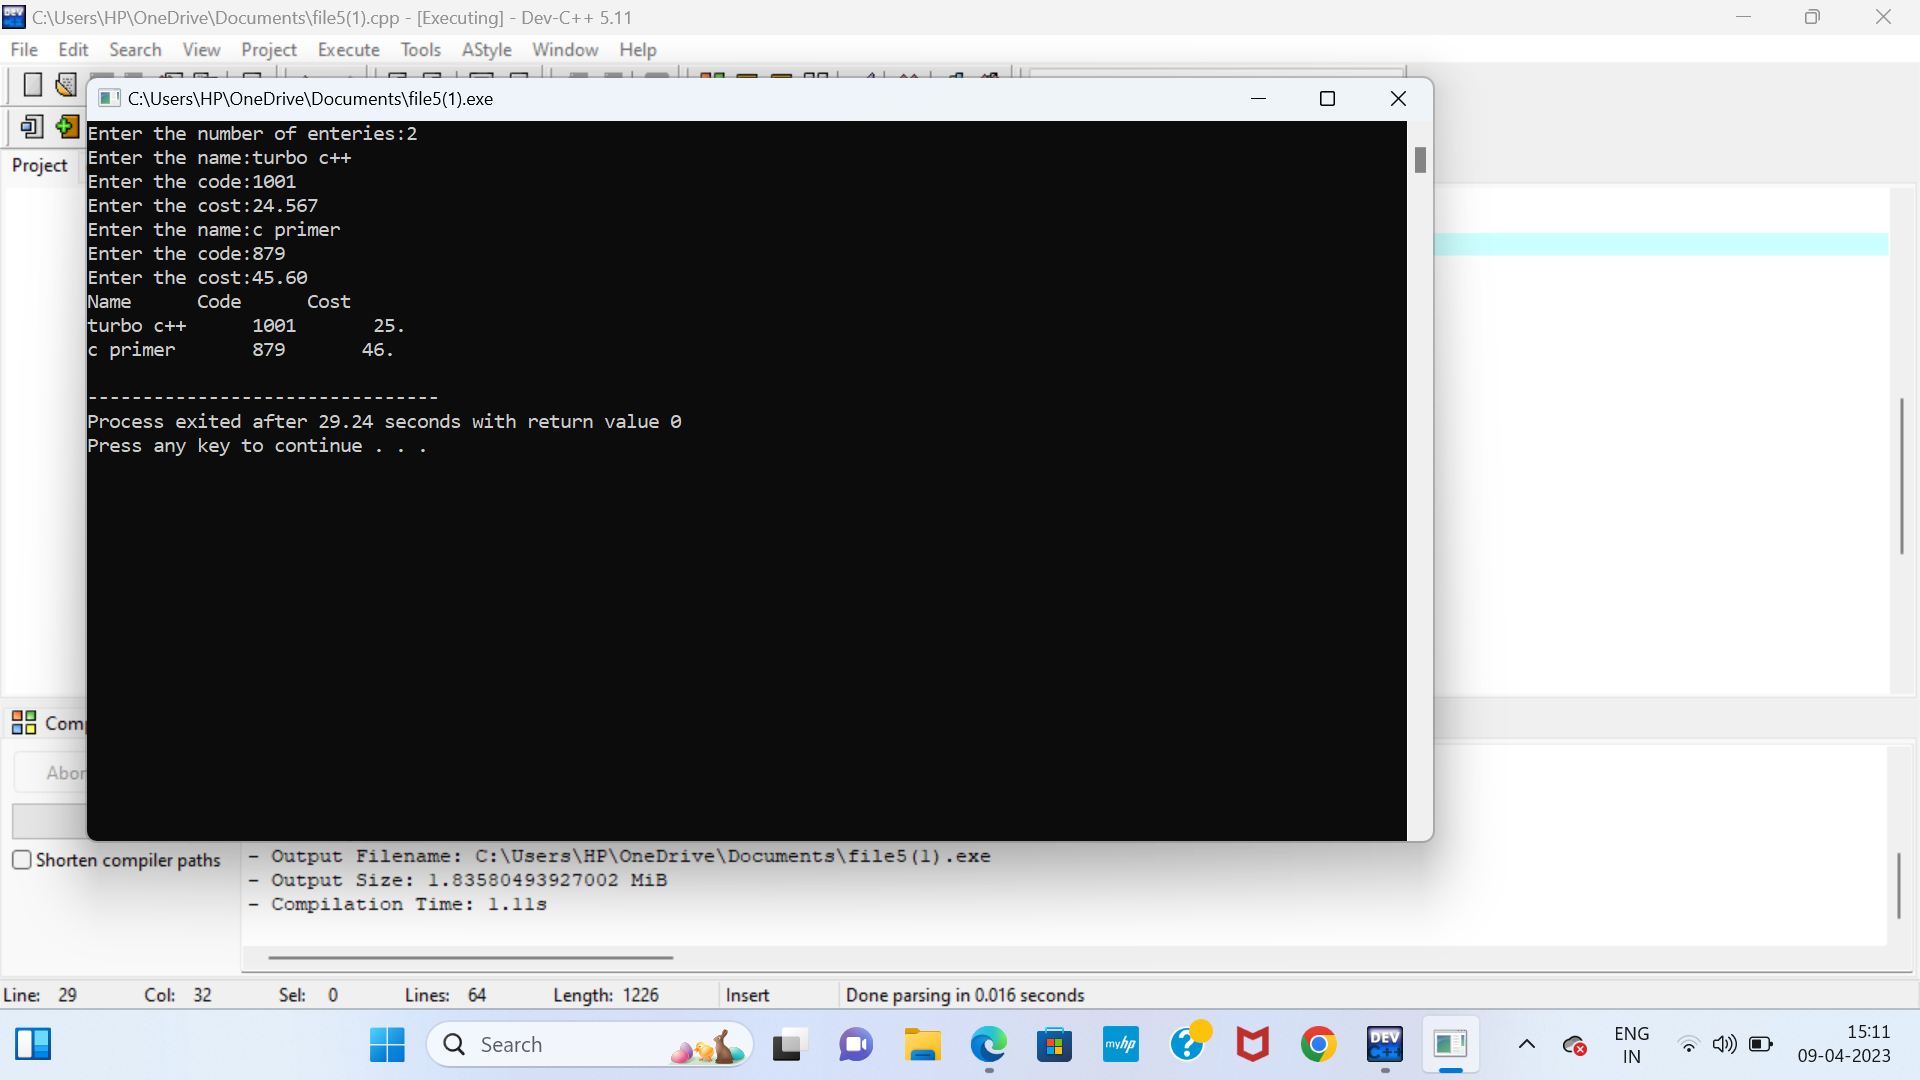 C:\Users\HP\OneDrive\Documents\file5(1).cpp - [Executing] - Dev-C++ 5.11
File Edit Search View Project Execute Tools AStyle Window Help
C:\Users\HP\OneDrive\Documents\file5(1).exe
Project
Enter the number of enteries:2
Enter the name:turbo c++
Enter the code:1001
Enter the cost:24.567
Enter the name:c primer
Enter the code:879
Enter the cost:45.60
Name Code Cost
turbo c++ 1001 25.
c primer 879 46.
--------------------------------
Process exited after 29.24 seconds with return value 0
Press any key to continue . . .
Shorten compiler paths
- Output Filename: C:\Users\HP\OneDrive\Documents\file5(1).exe
- Output Size: 1.83580493927002 MiB
- Compilation Time: 1.11s
Line: 29 Col: 32 Sel: 0 Lines: 64 Length: 1226 Insert Done parsing in 0.016 seconds
Search
myhp
DEV C++
ENG
IN
15:11
09-04-2023